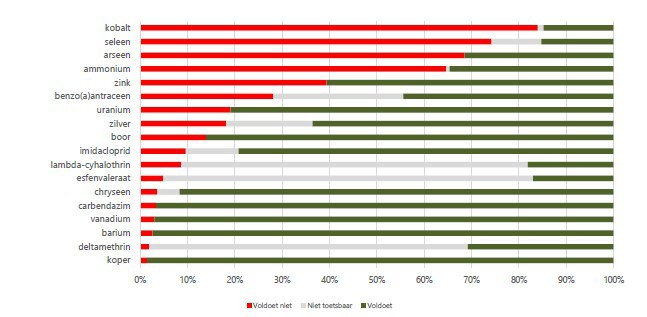 kobalt
seleen
arseen
ammonium
zink
benzo(a)antraceen
uranium
zilver
boor
imidacloprid
lambda-cyhalothrin
esfenvaleraat
chryseen
carbendazim
vanadium
barium
deltamethrin
koper
0% 10% 20% 30% 40% 50% 60% 70% 80% 90% 100%
Voldoet niet Niet toetsbaar Voldoet